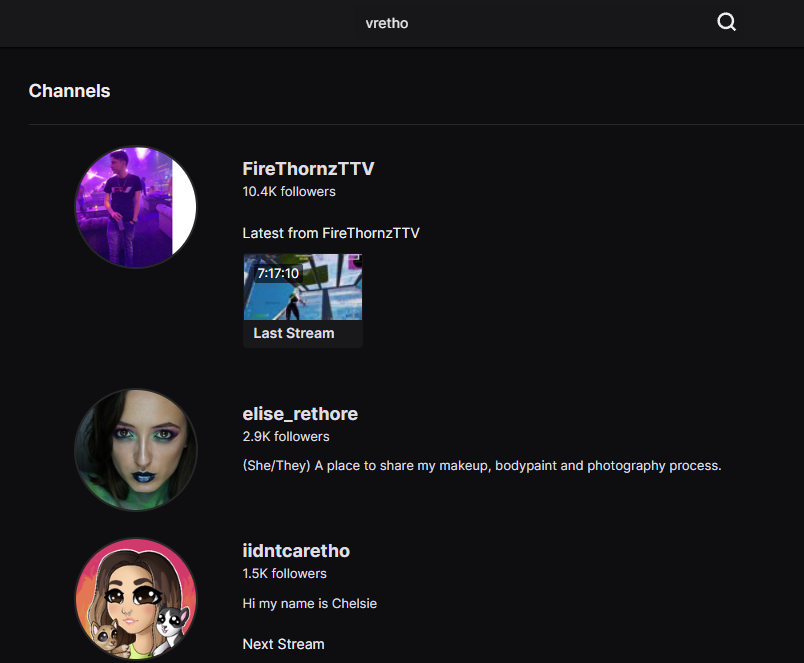 vretho
Channels
FireThornzTTV
10.4K followers
Latest from FireThornzTTV
7:17:10
Last Stream
elise_rethore
2.9K followers
(She/They) A place to share my makeup, bodypaint and photography process.
iidntcaretho
1.5K followers
Hi my name is Chelsie
Next Stream